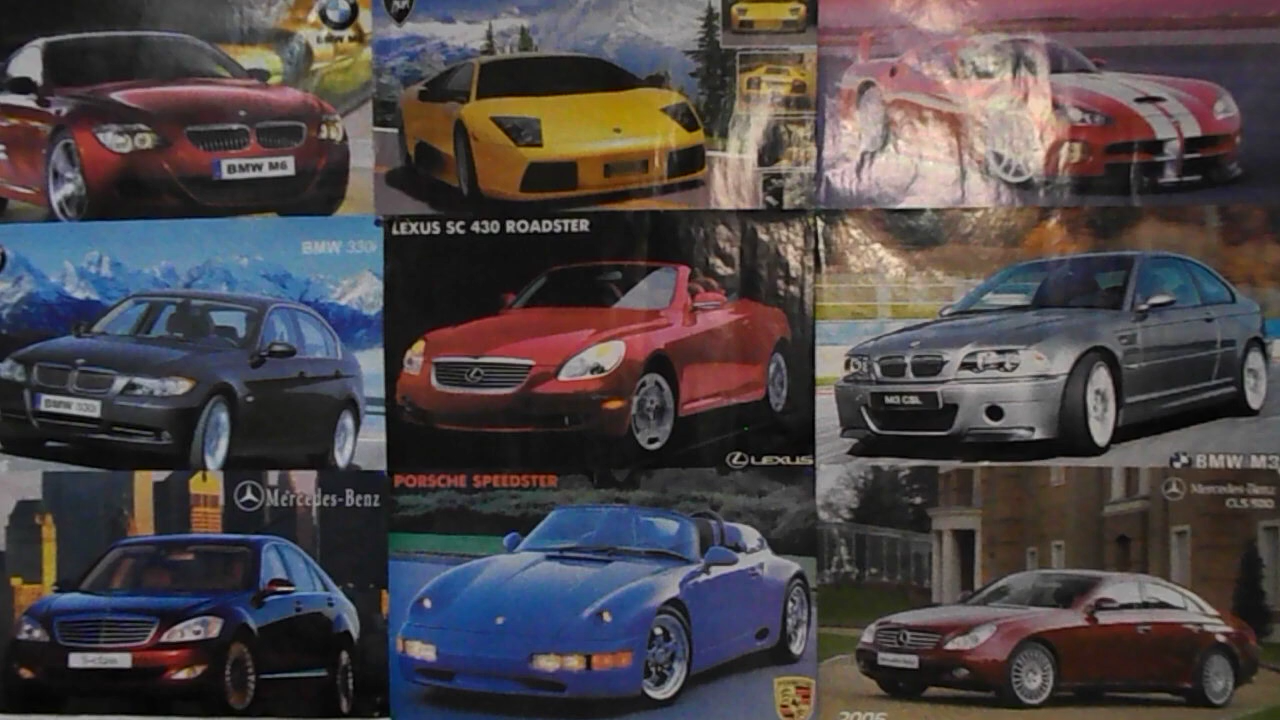 BMW M6
BMW 330i
BMW 330i
LEXUS SC 430 ROADSTER
LEXUS
M3 CSL
BMW M3
Mercedes-Benz
S-class
PORSCHE SPEEDSTER
Mercedes-Benz
CLS 500
2006